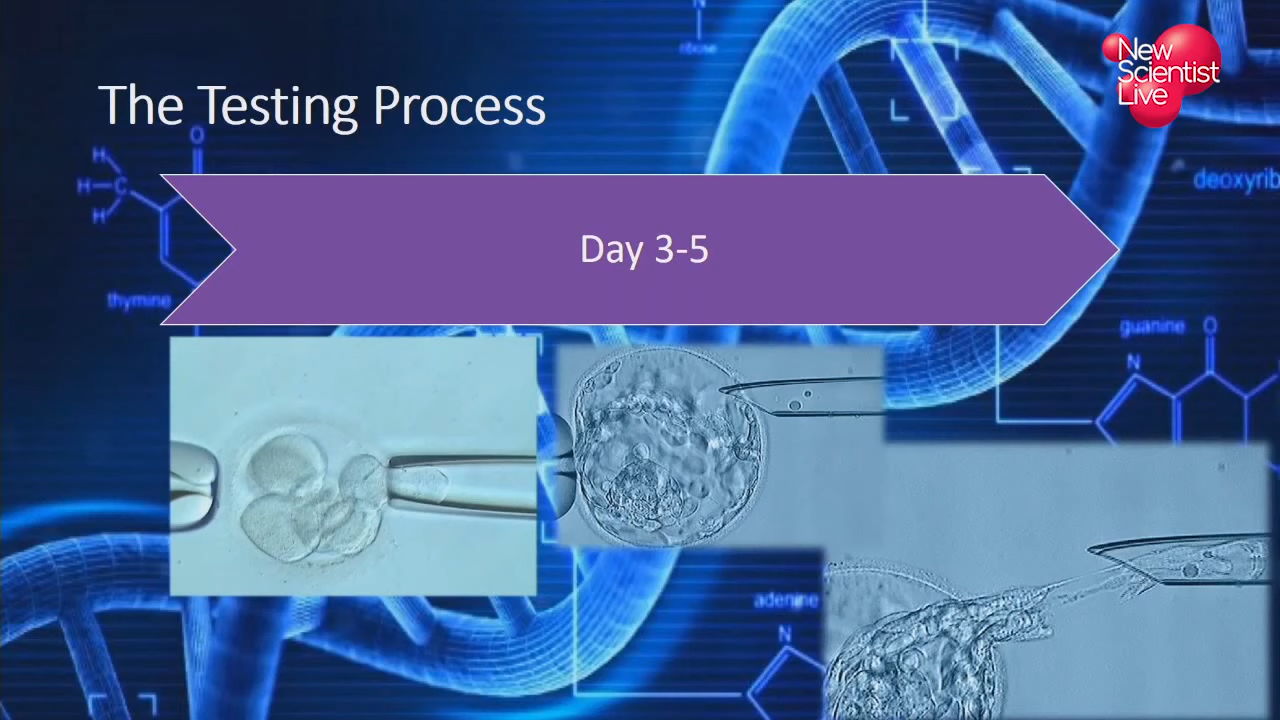 The Testing Process
New
Scientist
Live
Day 3-5
ribose
O
H
H
C
H
thymine
deoxyrib
guanine
O
N
adenine
N